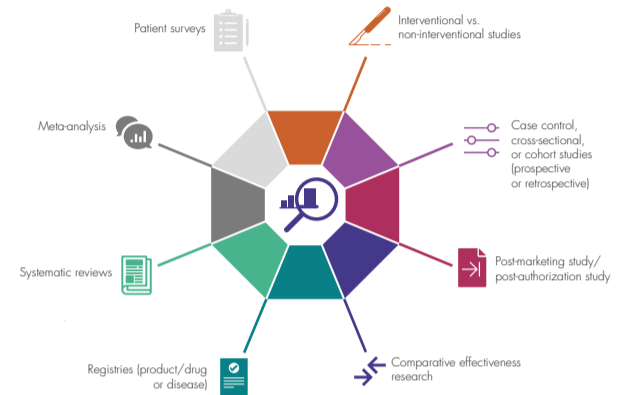 Patient surveys
Interventional vs.
non-interventional studies
Meta-analysis
Case control,
cross-sectional,
or cohort studies
(prospective
or retrospective)
Systematic reviews
Post-marketing study/
post-authorization study
Registries (product/drug
or disease)
Comparative effectiveness
research